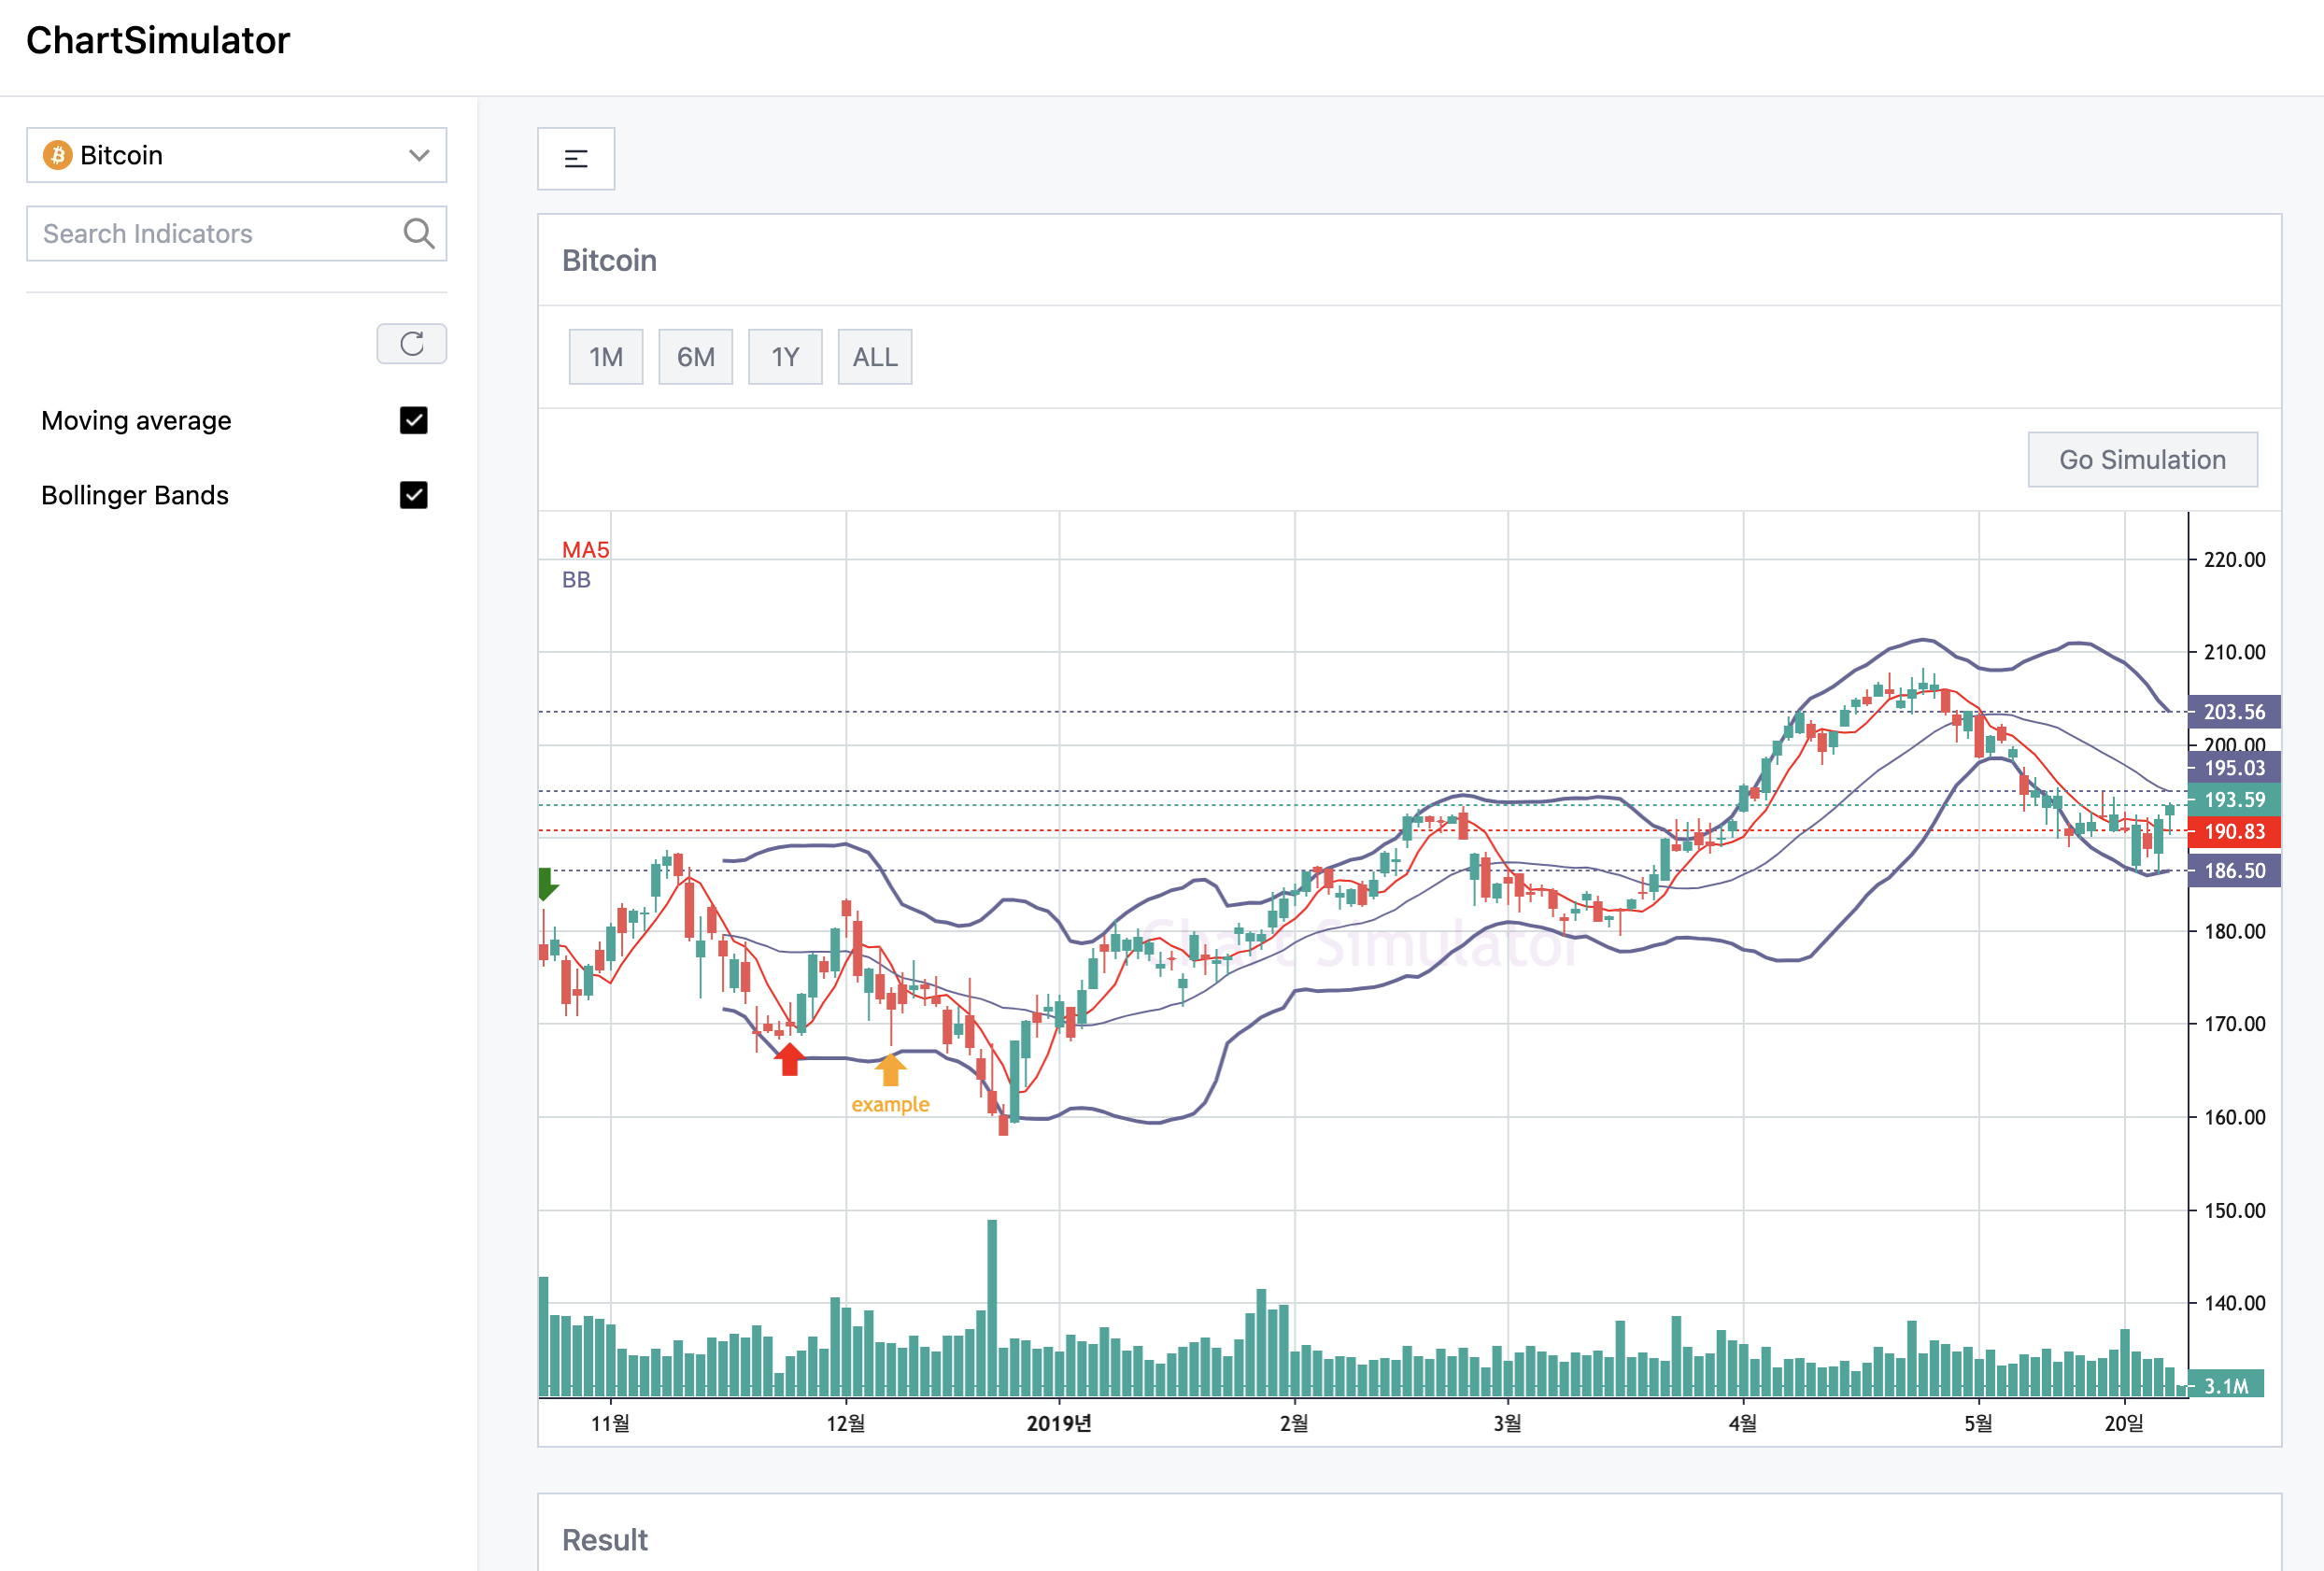 ChartSimulator
Bitcoin
Search Indicators
Moving average
Bollinger Bands
Bitcoin
1M 6M 1Y ALL
Go Simulation
MA5
BB
Chart Simulator
example
220.00
210.00
203.56
200.00
195.03
193.59
190.83
186.50
180.00
170.00
160.00
150.00
140.00
3.1M
11월 12월 2019년 2월 3월 4월 5월 20일
Result